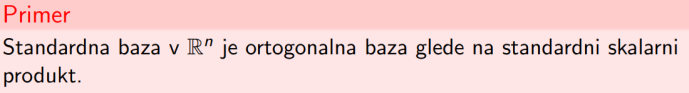 Primer
Standardna baza v ℝⁿ je ortogonalna baza glede na standardni skalarni
produkt.